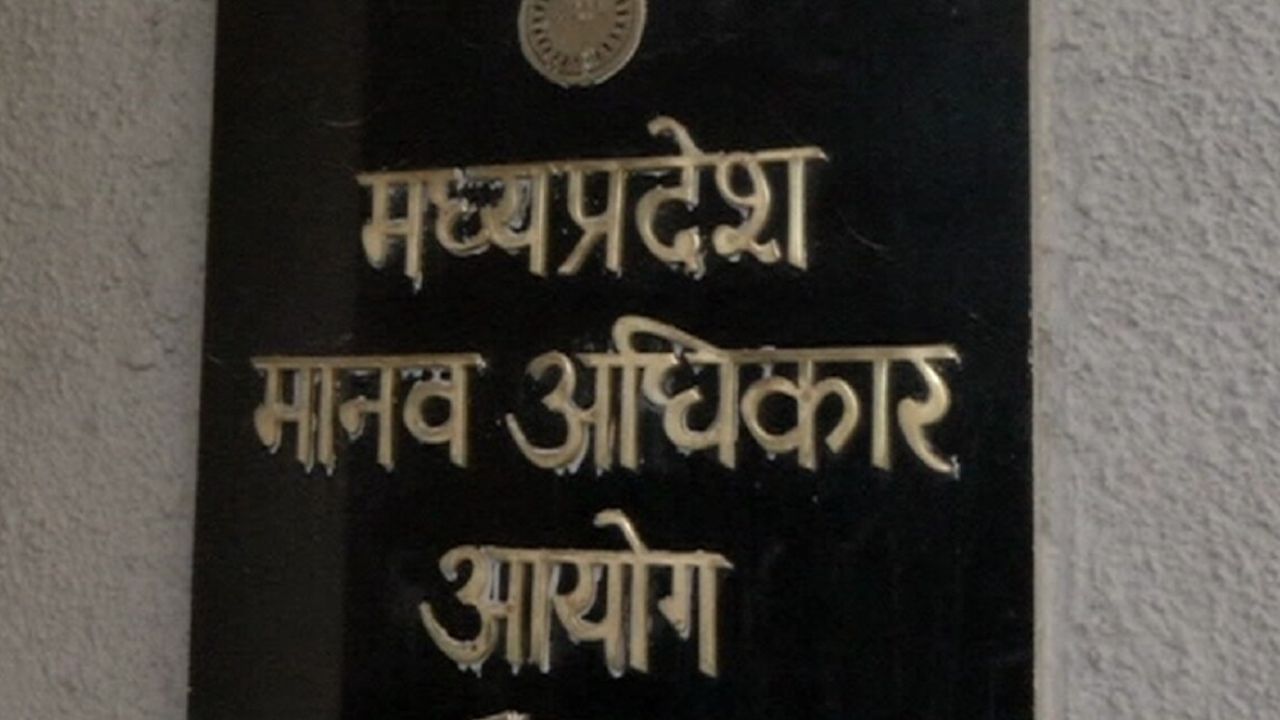 मध्यप्रदेश
मानव अधिकार
आयोग